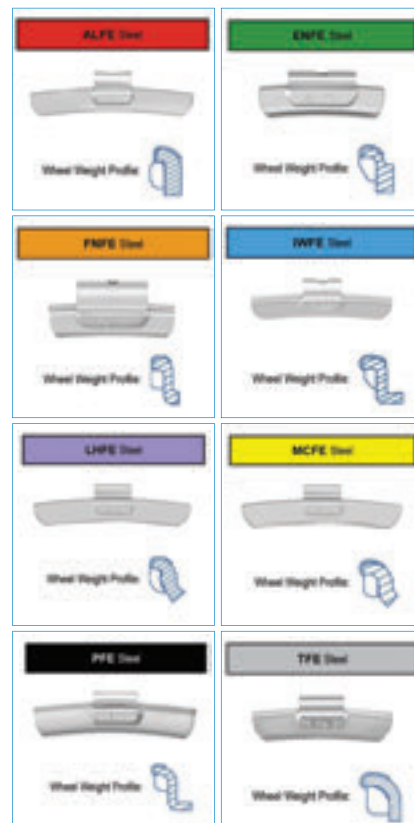 ALFE Steel
ENFE Steel
Wheel Weight Profile:
Wheel Weight Profile:
FNFE Steel
IWFE Steel
Wheel Weight Profile:
Wheel Weight Profile:
LHFE Steel
MCFE Steel
Wheel Weight Profile:
Wheel Weight Profile:
PFE Steel
TFE Steel
Wheel Weight Profile:
Wheel Weight Profile: